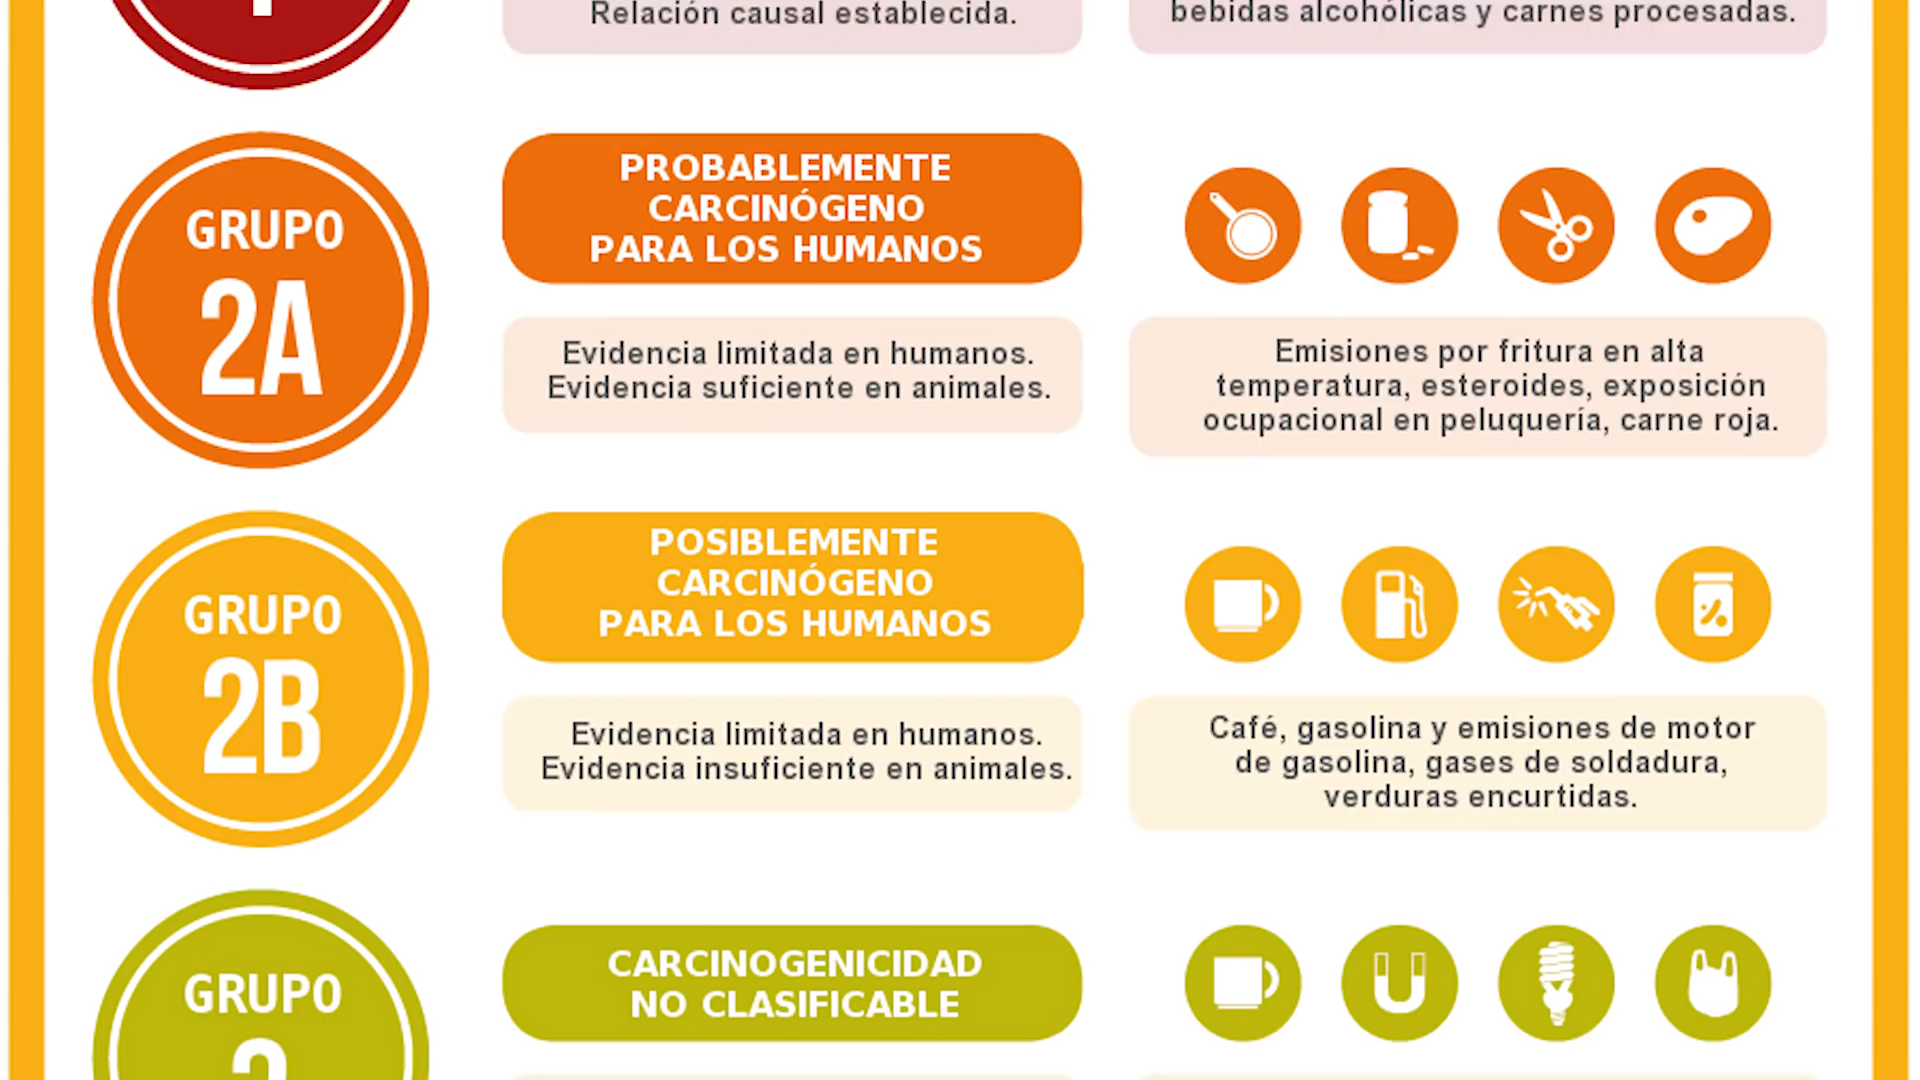 Relación causal establecida.
bebidas alcohólicas y carnes procesadas.
GRUPO
2A
PROBABLEMENTE
CARCINÓGENO
PARA LOS HUMANOS
Evidencia limitada en humanos.
Evidencia suficiente en animales.
Emisiones por fritura en alta
temperatura, esteroides, exposición
ocupacional en peluquería, carne roja.
GRUPO
2B
POSIBLEMENTE
CARCINÓGENO
PARA LOS HUMANOS
Evidencia limitada en humanos.
Evidencia insuficiente en animales.
Café, gasolina y emisiones de motor
de gasolina, gases de soldadura,
verduras encurtidas.
GRUPO
CARCINOGENICIDAD
NO CLASIFICABLE